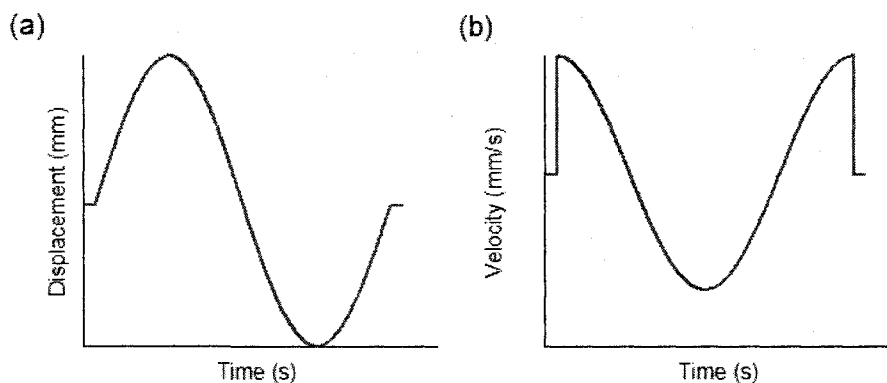 (a)
Displacement (mm)
Time (s)
(b)
Velocity (mm/s)
Time (s)